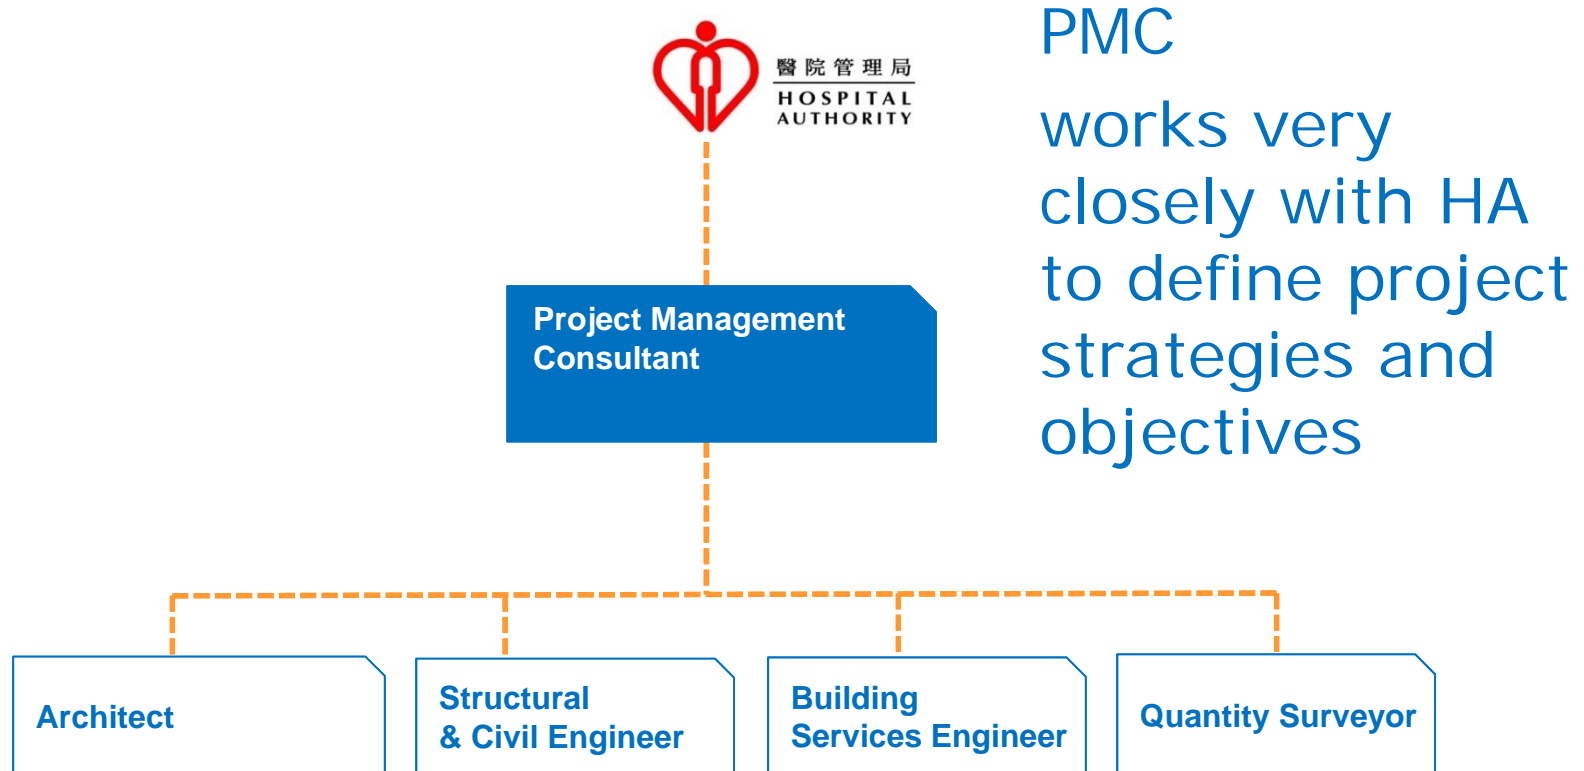 醫院管理局
HOSPITAL
AUTHORITY
PMC
works very
closely with HA
to define project
strategies and
objectives
Project Management
Consultant
Architect
Structural
& Civil Engineer
Building
Services Engineer
Quantity Surveyor